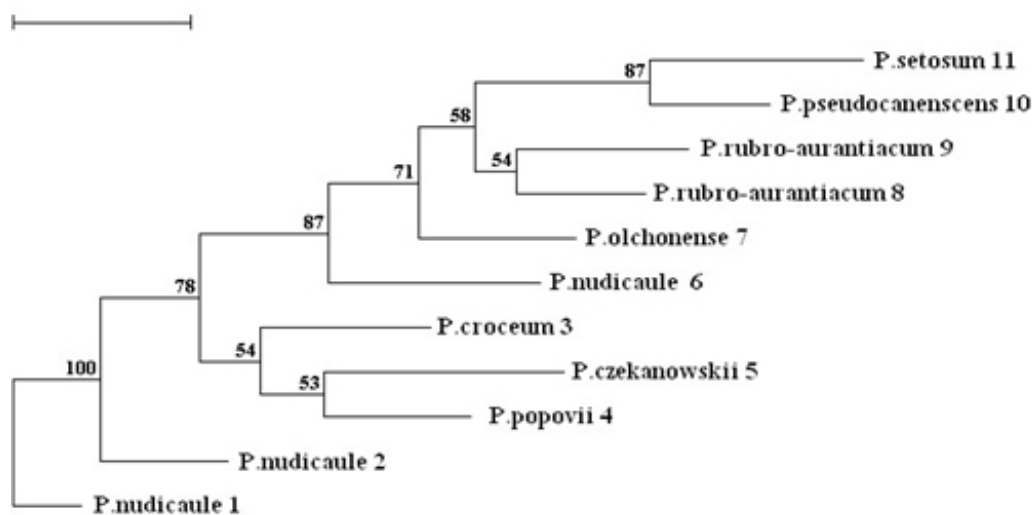 87 P.setosum 11
P.pseudocanenscens 10
58
P.rubro-aurantiacum 9
54
71
P.rubro-aurantiacum 8
87
P.olchonense 7
78
P.nudicaule 6
P.croceum 3
54
P.czekanowskii 5
100
53
P.popovii 4
P.nudicaule 2
P.nudicaule 1